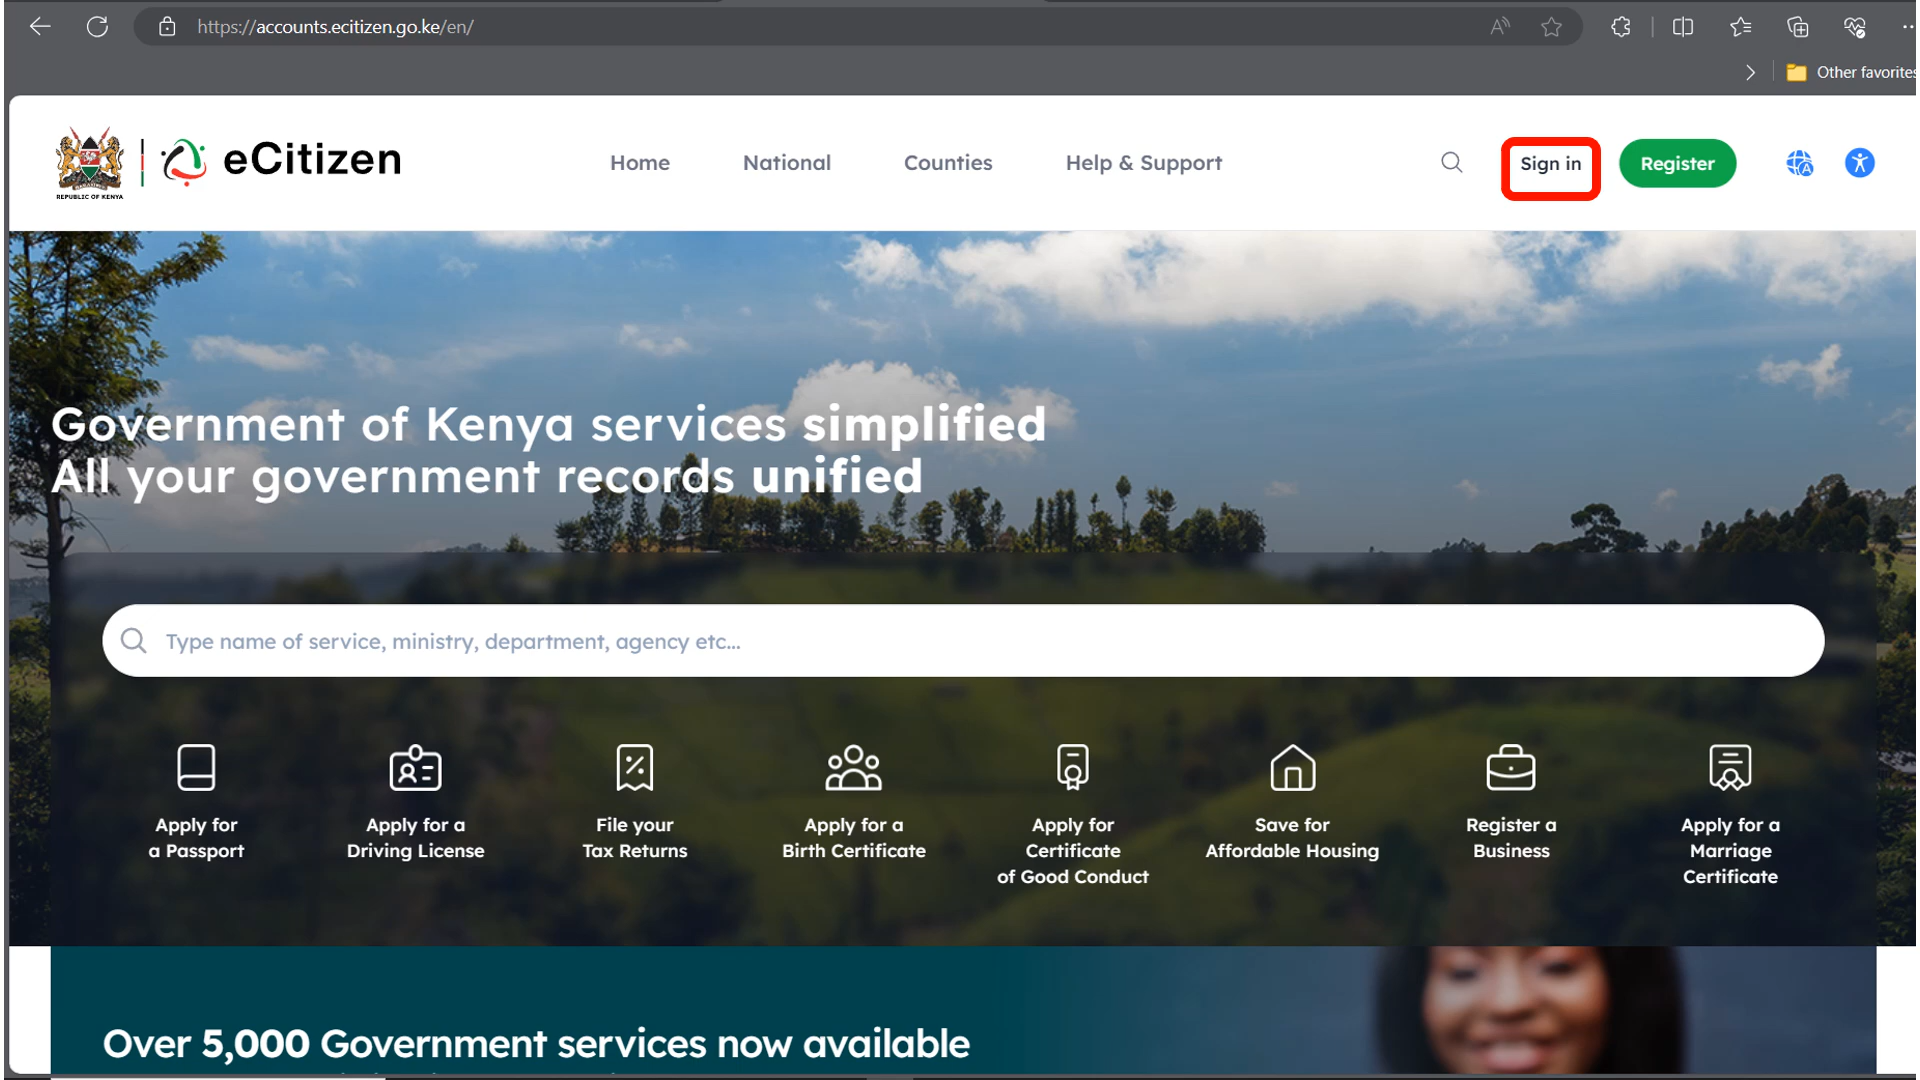 https://accounts.ecitizen.go.ke/en/
Other favorites
REPUBLIC OF KENYA
eCitizen
Home
National
Counties
Help & Support
Sign in
Register
Government of Kenya services simplified
All your government records unified
Type name of service, ministry, department, agency etc...
Apply for
a Passport
Apply for a
Driving License
File your
Tax Returns
Apply for a
Birth Certificate
Apply for
Certificate
of Good Conduct
Save for
Affordable Housing
Register a
Business
Apply for a
Marriage
Certificate
Over 5,000 Government services now available